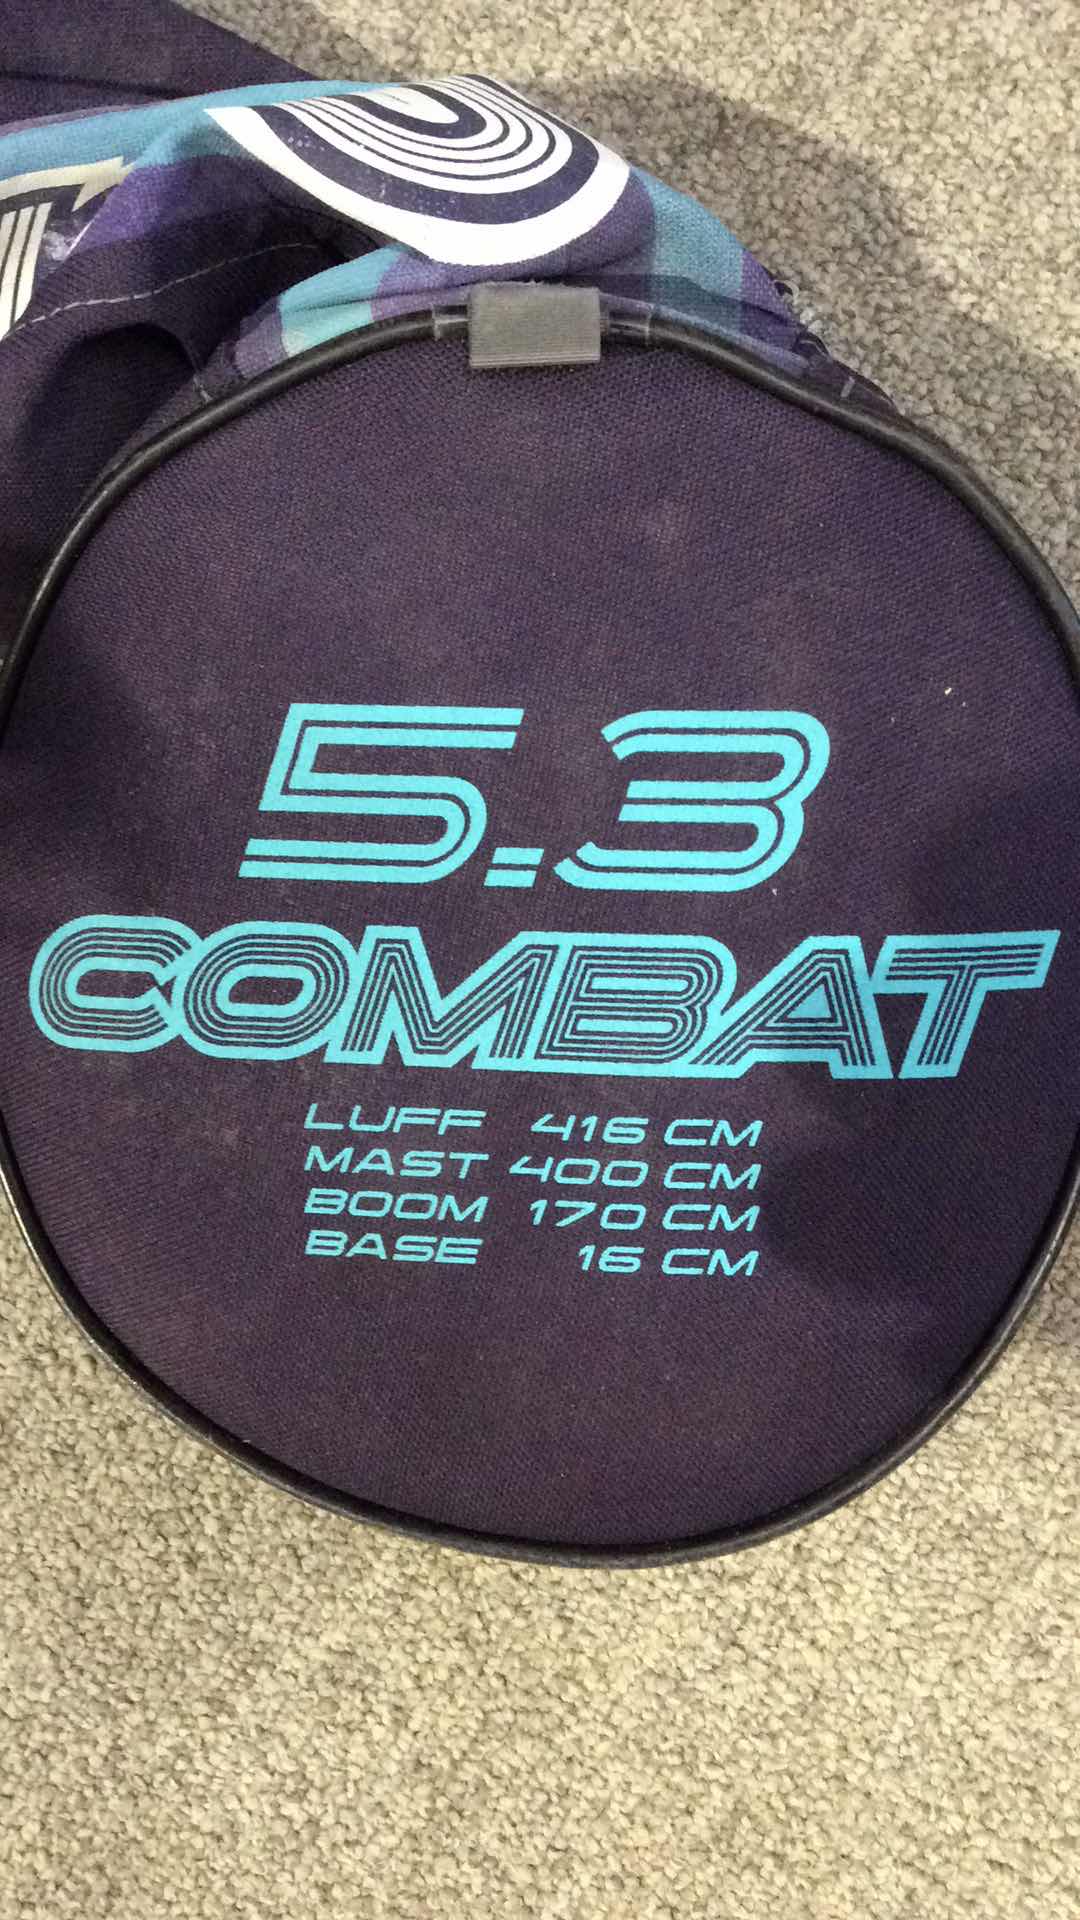 5.3
COMBAT
LUFF 416 CM
MAST 400 CM
BOOM 170 CM
BASE 16 CM